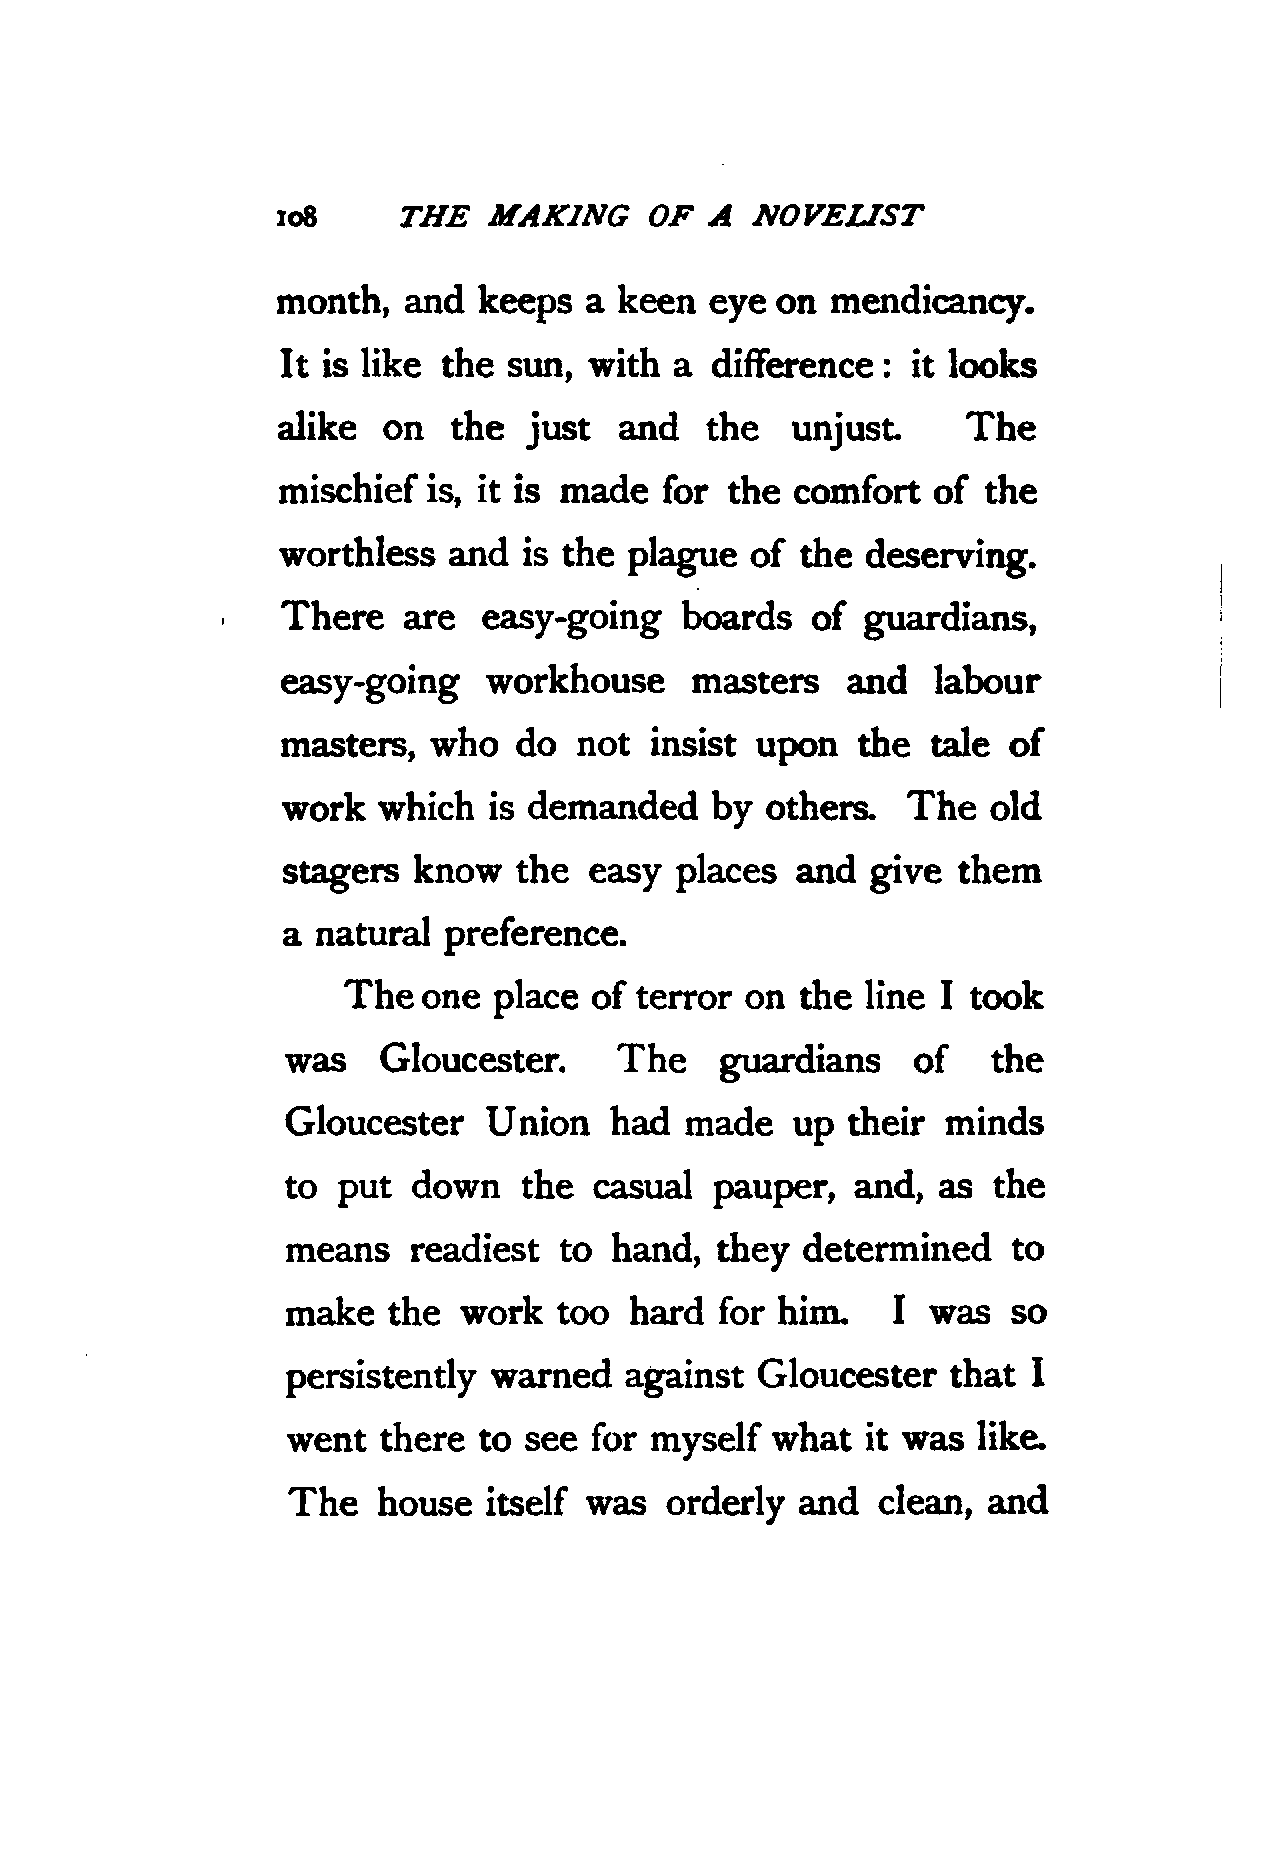 108 THE MAKING OF A NOVELIST
month, and keeps a keen eye on mendicancy.
It is like the sun, with a difference : it looks
alike on the just and the unjust. The
mischief is, it is made for the comfort of the
worthless and is the plague of the deserving.
There are easy-going boards of guardians,
easy-going workhouse masters and labour
masters, who do not insist upon the tale of
work which is demanded by others. The old
stagers know the easy places and give them
a natural preference.
The one place of terror on the line I took
was Gloucester. The guardians of the
Gloucester Union had made up their minds
to put down the casual pauper, and, as the
means readiest to hand, they determined to
make the work too hard for him. I was so
persistently warned against Gloucester that I
went there to see for myself what it was like.
The house itself was orderly and clean, and